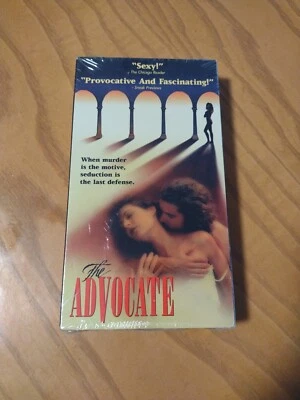 "Sexy!"
- The Chicago Reader
"Provocative And Fascinating!"
- Sneak Previews
When murder
is the motive,
seduction is
the last defense.
The
ADVOCATE